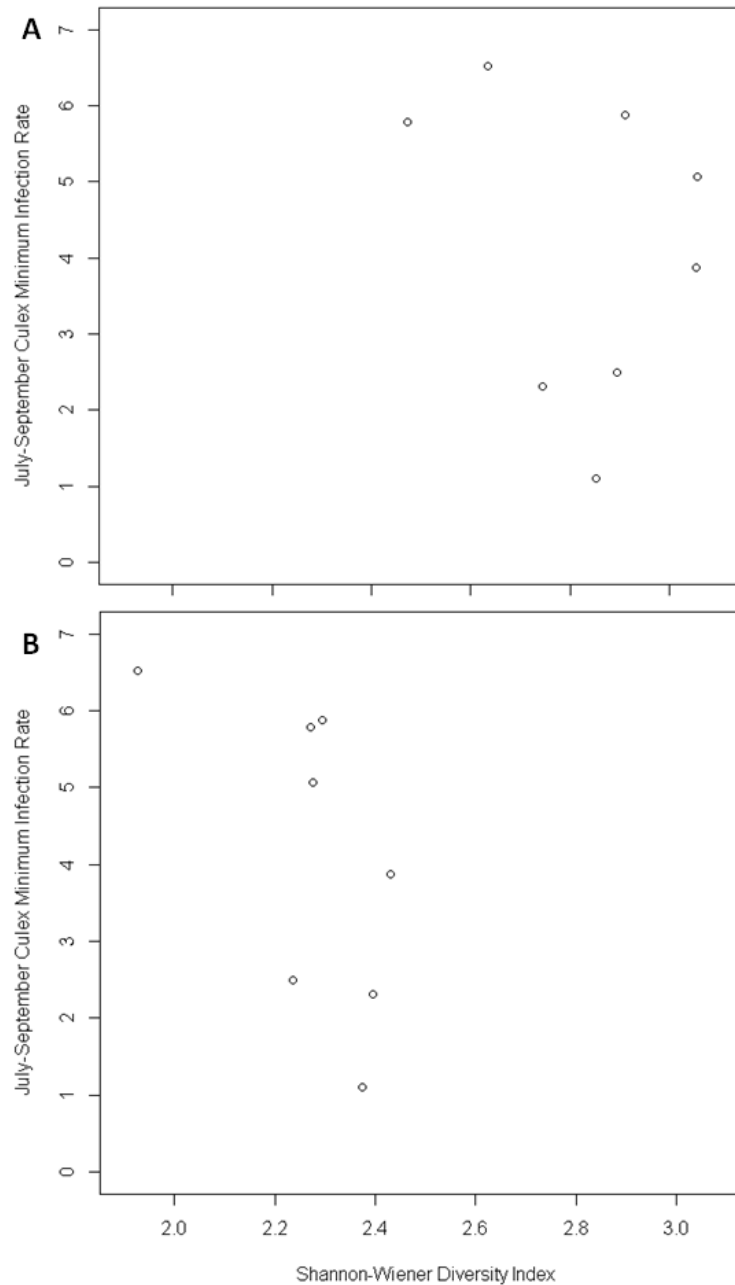 A
July-September Culex Minimum Infection Rate
7
6
5
4
3
2
1
0
B
July-September Culex Minimum Infection Rate
7
6
5
4
3
2
1
0
2.0 2.2 2.4 2.6 2.8 3.0
Shannon-Wiener Diversity Index